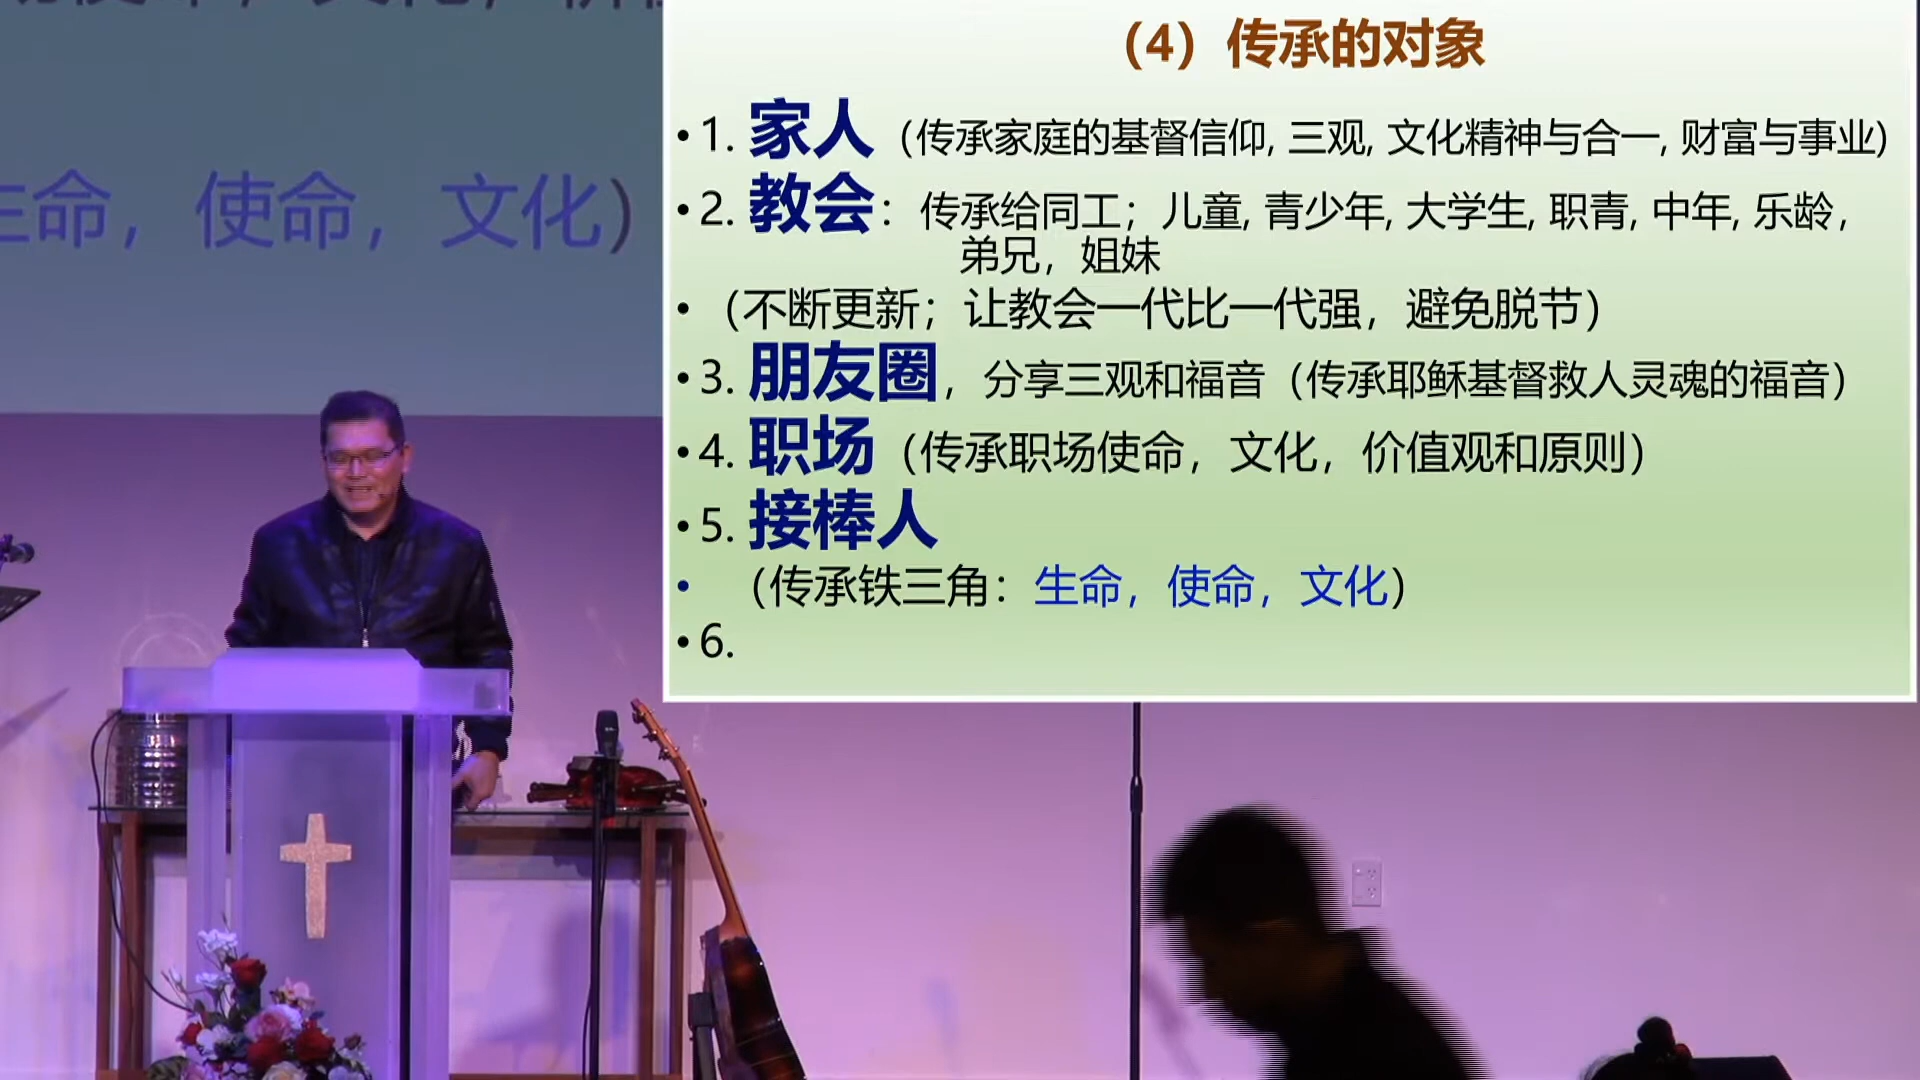 生命，使命，文化）
（4）传承的对象
• 1. 家人（传承家庭的基督信仰, 三观, 文化精神与合一, 财富与事业)
• 2. 教会：传承给同工；儿童, 青少年, 大学生, 职青, 中年, 乐龄，
弟兄，姐妹
• （不断更新；让教会一代比一代强，避免脱节）
• 3. 朋友圈，分享三观和福音（传承耶稣基督救人灵魂的福音）
• 4. 职场（传承职场使命，文化，价值观和原则）
• 5. 接棒人
• （传承铁三角：生命，使命，文化）
• 6.